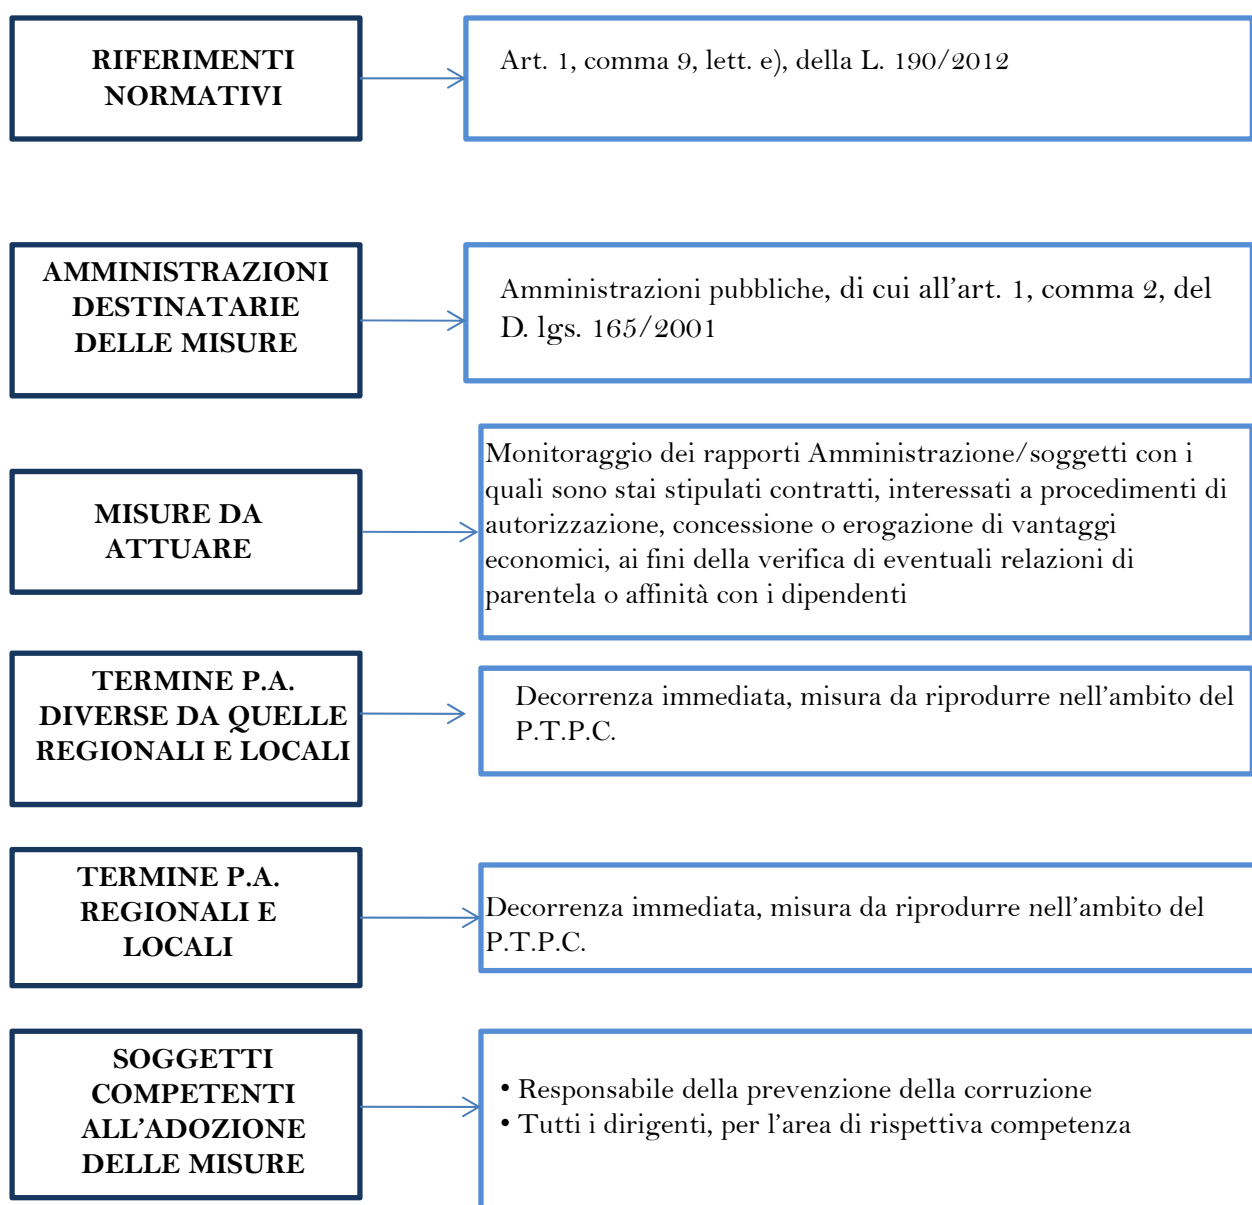 RIFERIMENTI
NORMATIVI
Art. 1, comma 9, lett. e), della L. 190/2012
AMMINISTRAZIONI
DESTINATARIE
DELLE MISURE
Amministrazioni pubbliche, di cui all’art. 1, comma 2, del
D. lgs. 165/2001
MISURE DA
ATTUARE
Monitoraggio dei rapporti Amministrazione/soggetti con i
quali sono stai stipulati contratti, interessati a procedimenti di
autorizzazione, concessione o erogazione di vantaggi
economici, ai fini della verifica di eventuali relazioni di
parentela o affinità con i dipendenti
TERMINE P.A.
DIVERSE DA QUELLE
REGIONALI E LOCALI
Decorrenza immediata, misura da riprodurre nell’ambito del
P.T.P.C.
TERMINE P.A.
REGIONALI E
LOCALI
Decorrenza immediata, misura da riprodurre nell’ambito del
P.T.P.C.
SOGGETTI
COMPETENTI
ALL’ADOZIONE
DELLE MISURE
• Responsabile della prevenzione della corruzione
• Tutti i dirigenti, per l’area di rispettiva competenza